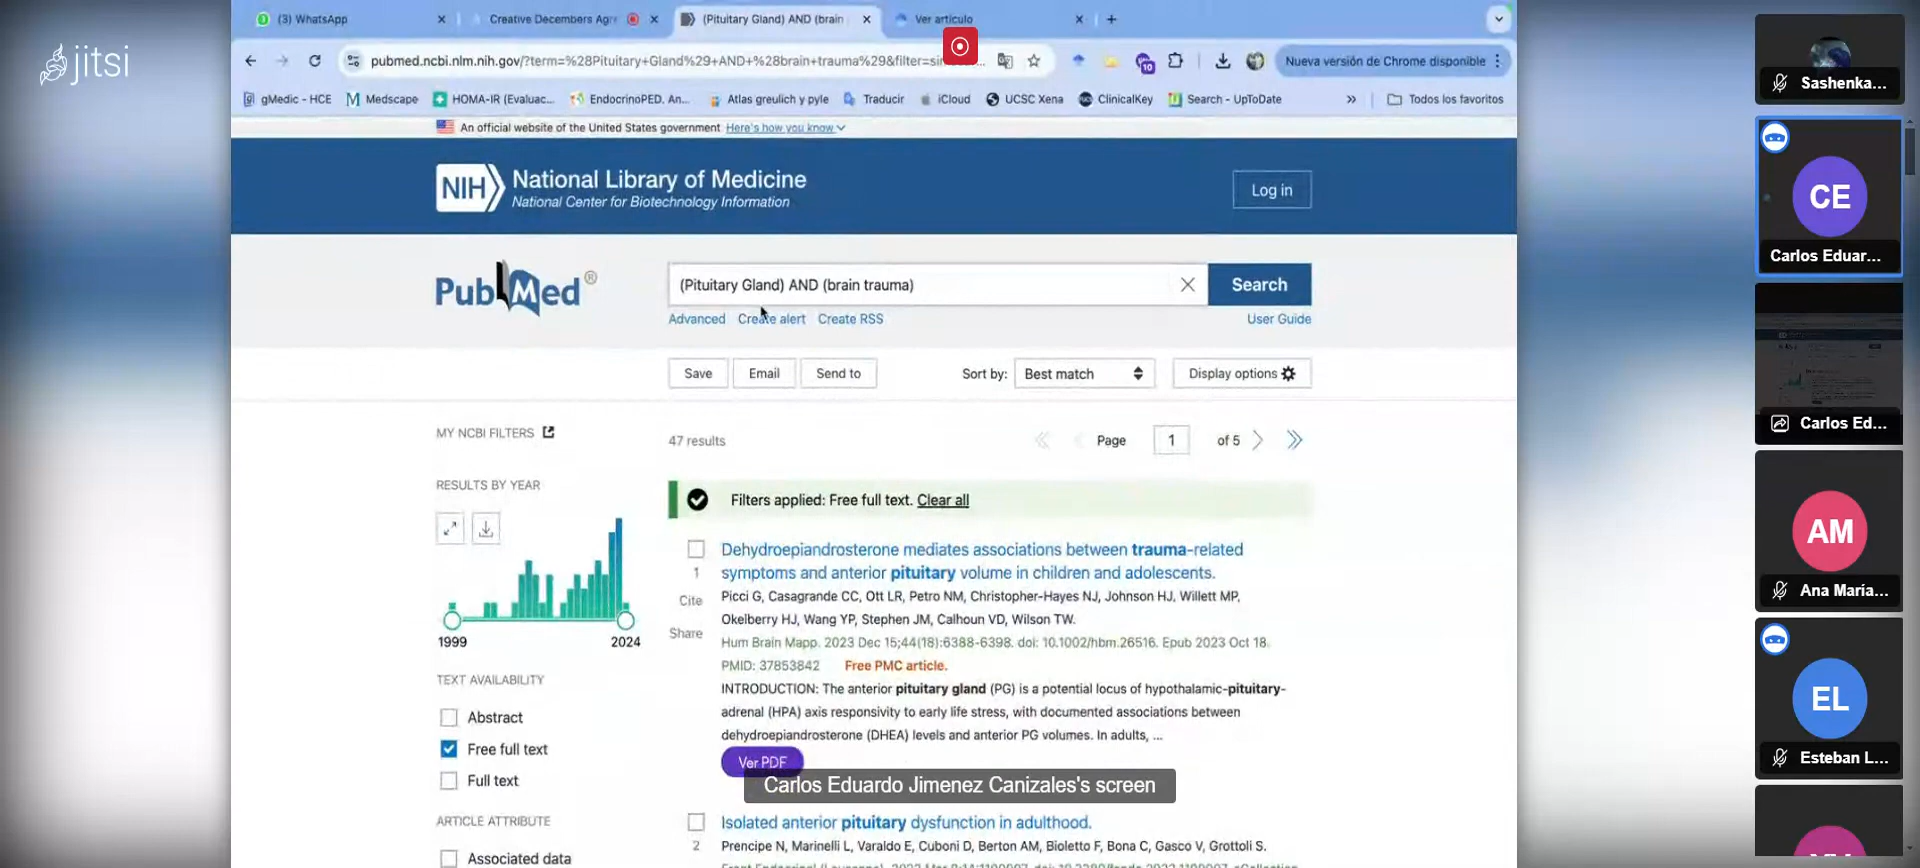 jitsi
(3) WhatsApp
Creative Decembers Agr
(Pituitary Gland) AND (brain
Ver artículo
pubmed.ncbi.nlm.nih.gov/?term=%28Pituitary+Gland%29+AND+%28brain+trauma%29&filter=sir
10
Nueva versión de Chrome disponible
gMedic - HCE
Medscape
HOMA-IR (Evaluac...
EndocrinoPED. An...
Atlas greulich y pyle
Traducir
iCloud
UCSC Xena
ClinicalKey
Search - UpToDate
»
Todos los favoritos
An official website of the United States government Here's how you know
NIH
National Library of Medicine
National Center for Biotechnology Information
Log in
PubMed®
(Pituitary Gland) AND (brain trauma)
Search
Advanced Create alert Create RSS
User Guide
Save
Email
Send to
Sort by:
Best match
Display options
MY NCBI FILTERS
47 results
Page
1
of 5
RESULTS BY YEAR
1999
2024
Filters applied: Free full text. Clear all
TEXT AVAILABILITY
Abstract
Free full text
Full text
ARTICLE ATTRIBUTE
Associated data
1
Cite
Share
Dehydroepiandrosterone mediates associations between trauma-related
symptoms and anterior pituitary volume in children and adolescents.
Picci G, Casagrande CC, Ott LR, Petro NM, Christopher-Hayes NJ, Johnson HJ, Willett MP,
Okelberry HJ, Wang YP, Stephen JM, Calhoun VD, Wilson TW.
Hum Brain Mapp. 2023 Dec 15;44(18):6388-6398. doi: 10.1002/hbm.26516. Epub 2023 Oct 18.
PMID: 37853842 Free PMC article.
INTRODUCTION: The anterior pituitary gland (PG) is a potential locus of hypothalamic-pituitary-
adrenal (HPA) axis responsivity to early life stress, with documented associations between
dehydroepiandrosterone (DHEA) levels and anterior PG volumes. In adults, ...
Ver PDF
Carlos Eduardo Jimenez Canizales's screen
2
Isolated anterior pituitary dysfunction in adulthood.
Prencipe N, Marinelli L, Varaldo E, Cuboni D, Berton AM, Bioletto F, Bona C, Gasco V, Grottoli S.
Sashenka...
CE
Carlos Eduar...
Carlos Ed...
AM
Ana María...
EL
Esteban L...